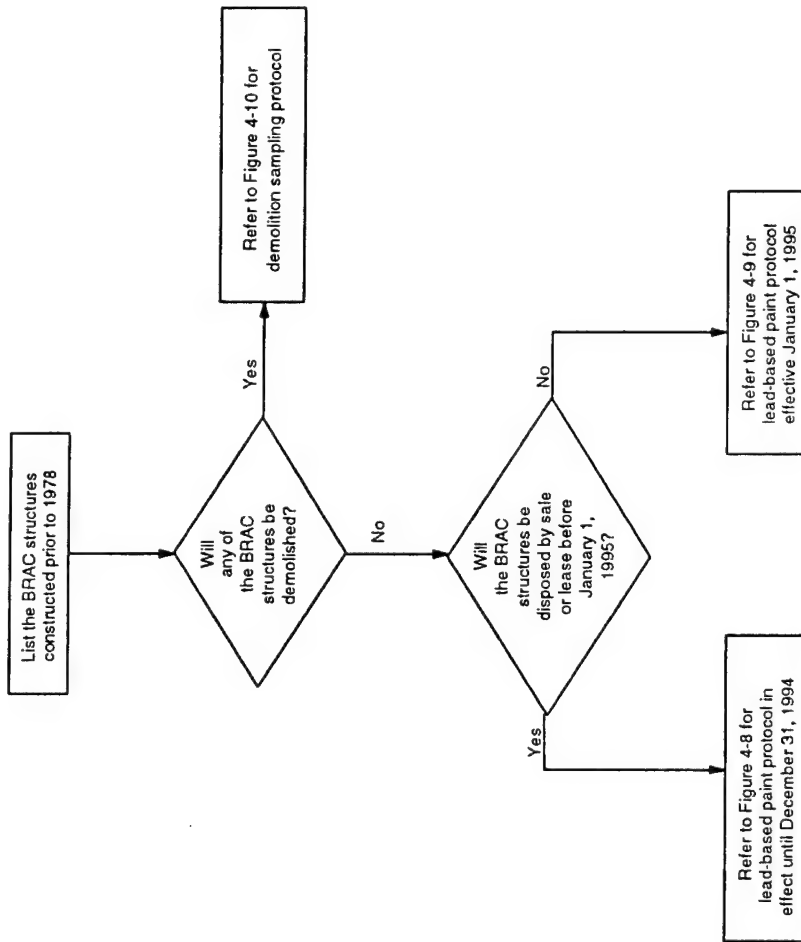 List the BRAC structures
constructed prior to 1978
Will
any of
the BRAC
structures be
demolished?
Yes
Refer to Figure 4-10 for
demolition sampling protocol
No
Will
the BRAC
structures be
disposed by sale
or lease before
January 1,
1995?
Yes
No
Refer to Figure 4-8 for
lead-based paint protocol in
effect until December 31, 1994
Refer to Figure 4-9 for
lead-based paint protocol
effective January 1, 1995